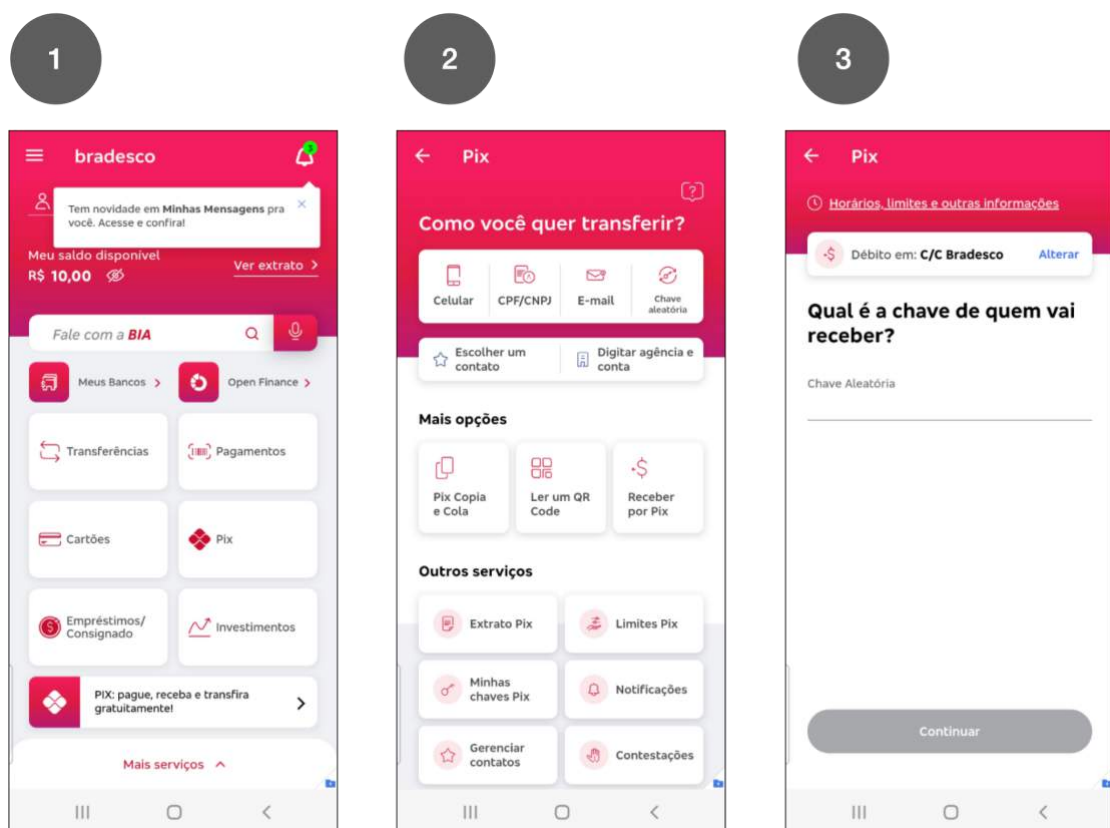 1
bradesco
3
Tem novidade em Minhas Mensagens pra
você. Acesse e confira!
Meu saldo disponível
R$ 10,00
Ver extrato >
Fale com a BIA
Meus Bancos >
Open Finance >
Transferências
Pagamentos
Cartões
Pix
Empréstimos/
Consignado
Investimentos
PIX: pague, receba e transfira
gratuitamente!
Mais serviços
2
Pix
Como você quer transferir?
Celular
CPF/CNPJ
E-mail
Chave
aleatória
Escolher um
contato
Digitar agência e
conta
Mais opções
Pix Copia
e Cola
Ler um QR
Code
Receber
por Pix
Outros serviços
Extrato Pix
Limites Pix
Minhas
chaves Pix
Notificações
Gerenciar
contatos
Contestações
3
Pix
Horários, limites e outras informações
Débito em: C/C Bradesco
Alterar
Qual é a chave de quem vai
receber?
Chave Aleatória
Continuar